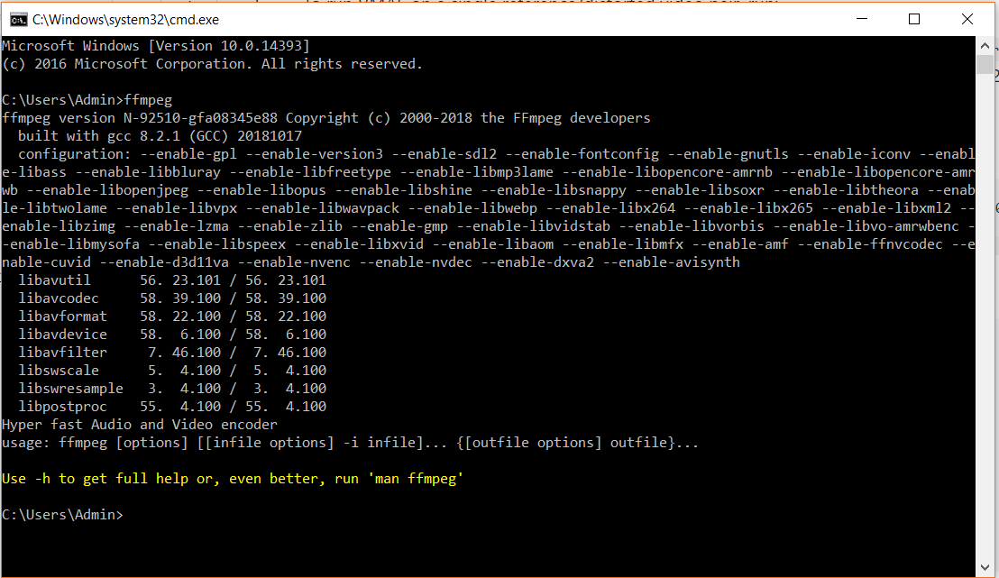 C:\Windows\system32\cmd.exe
Microsoft Windows [Version 10.0.14393]
(c) 2016 Microsoft Corporation. All rights reserved.
C:\Users\Admin>ffmpeg
ffmpeg version N-92510-gfa08345e88 Copyright (c) 2000-2018 the FFmpeg developers
  built with gcc 8.2.1 (GCC) 20181017
  configuration: --enable-gpl --enable-version3 --enable-sdl2 --enable-fontconfig --enable-gnutls --enable-iconv --enabl
e-libass --enable-libbluray --enable-libfreetype --enable-libmp3lame --enable-libopencore-amrnb --enable-libopencore-amr
wb --enable-libopenjpeg --enable-libopus --enable-libshine --enable-libsnappy --enable-libsoxr --enable-libtheora --enab
le-libtwolame --enable-libvpx --enable-libwavpack --enable-libwebp --enable-libx264 --enable-libx265 --enable-libxml2 --
enable-libzimg --enable-lzma --enable-zlib --enable-gmp --enable-libvidstab --enable-libvorbis --enable-libvo-amrwbenc -
-enable-libmysofa --enable-libspeex --enable-libxvid --enable-libaom --enable-libmfx --enable-amf --enable-ffnvcodec --e
nable-cuvid --enable-d3d11va --enable-nvenc --enable-nvdec --enable-dxva2 --enable-avisynth
  libavutil      56. 23.101 / 56. 23.101
  libavcodec     58. 39.100 / 58. 39.100
  libavformat    58. 22.100 / 58. 22.100
  libavdevice    58.  6.100 / 58.  6.100
  libavfilter     7. 46.100 /  7. 46.100
  libswscale      5.  4.100 /  5.  4.100
  libswresample   3.  4.100 /  3.  4.100
  libpostproc    55.  4.100 / 55.  4.100
Hyper fast Audio and Video encoder
usage: ffmpeg [options] [[infile options] -i infile]... {[outfile options] outfile}...
Use -h to get full help or, even better, run 'man ffmpeg'
C:\Users\Admin>